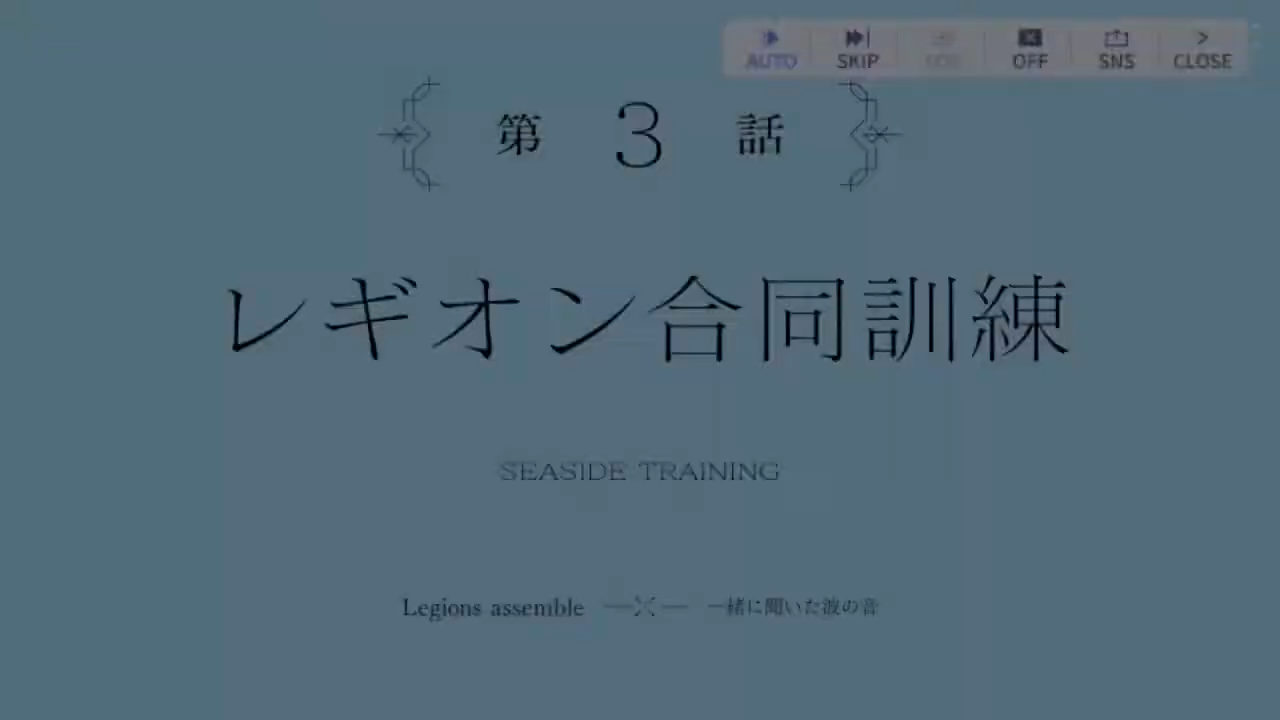 AUTO SKIP OFF SNS CLOSE
第 3 話
レギオン合同訓練
SEASIDE TRAINING
Legions assemble 一緒に聞いた波の音